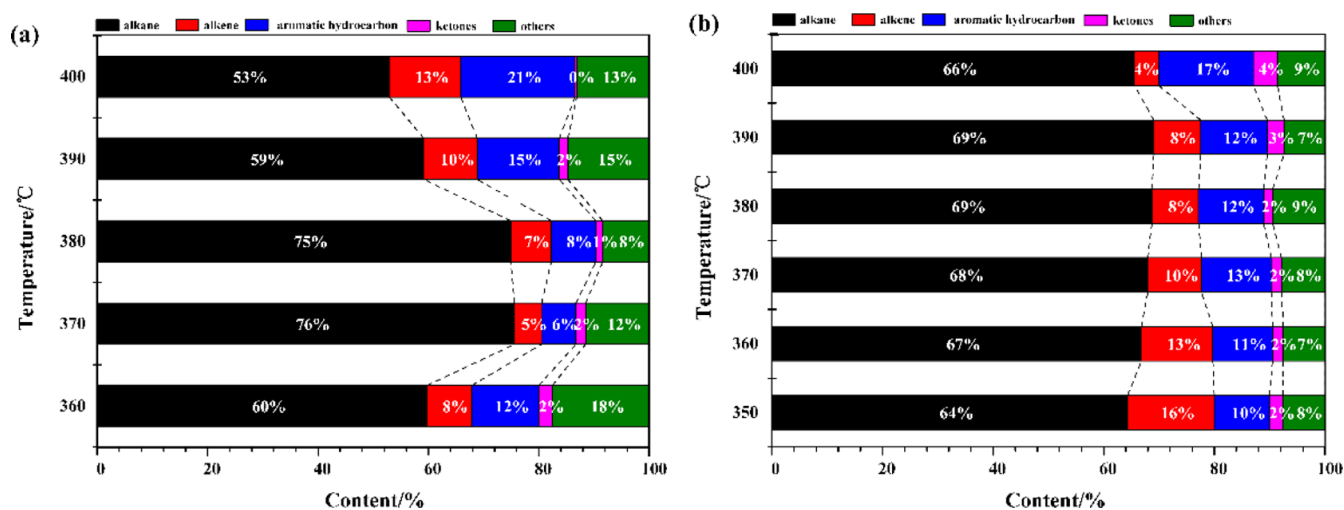 (a)
alkane alkene aromatic hydrocarbon ketones others
400
53% 13% 21% 0% 13%
390
59% 10% 15% 2% 15%
380
75% 7% 8% 1% 8%
370
76% 5% 6% 2% 12%
360
60% 8% 12% 2% 18%
Temperature/℃
0 20 40 60 80 100
Content/%
(b)
alkane alkene aromatic hydrocarbon ketones others
400
66% 4% 17% 4% 9%
390
69% 8% 12% 3% 7%
380
69% 8% 12% 2% 9%
370
68% 10% 13% 2% 8%
360
67% 13% 11% 2% 7%
350
64% 16% 10% 2% 8%
Temperature/℃
0 20 40 60 80 100
Content/%